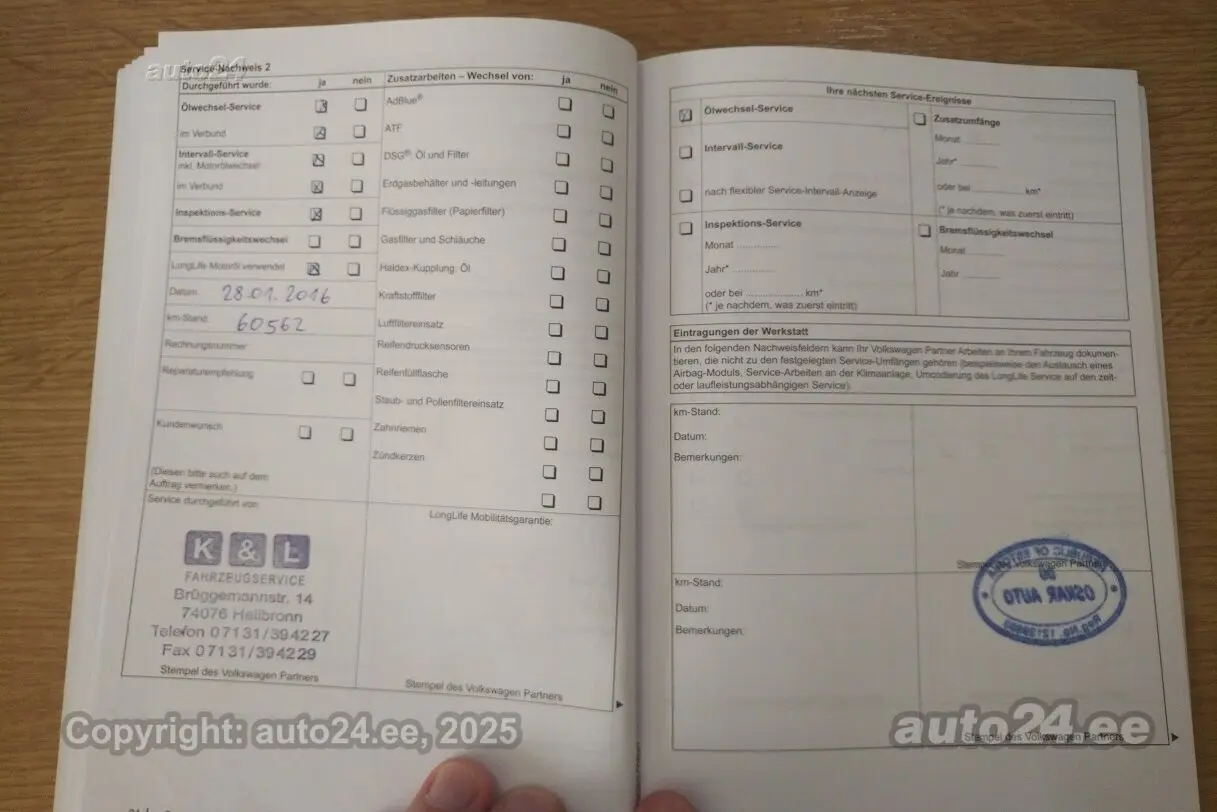 auto24
Service-Nachweis 2
Durchgeführt wurde: ja nein
Ölwechsel-Service
im Verbund
Intervall-Service
inkl. Motorölwechsel
im Verbund
Inspektions-Service
Bremsflüssigkeitswechsel
LongLife-Motoröl verwendet
Datum: 28.01.2016
km-Stand: 60562
Rechnungsnummer
Reparaturempfehlung
Kundenwunsch
(Diesen bitte auch auf dem
Auftrag vermerken.)
Service durchgeführt von:
K & L
FAHRZEUGSERVICE
Brüggemannstr. 14
74076 Heilbronn
Telefon 07131/394227
Fax 07131/394229
Stempel des Volkswagen Partners
Zusatzarbeiten – Wechsel von: ja nein
AdBlue®
ATF
DSG®: Öl und Filter
Erdgasbehälter und -leitungen
Flüssiggasfilter (Papierfilter)
Gasfilter und Schläuche
Haldex-Kupplung: Öl
Kraftstofffilter
Luftfiltereinsatz
Reifendrucksensoren
Reifenfüllflasche
Staub- und Pollenfiltereinsatz
Zahnriemen
Zündkerzen
LongLife Mobilitätsgarantie:
Stempel des Volkswagen Partners
Ihre nächsten Service-Ereignisse
Ölwechsel-Service
Intervall-Service
nach flexibler Service-Intervall-Anzeige
Inspektions-Service
Monat ..............
Jahr* ..............
oder bei .................... km*
(* je nachdem, was zuerst eintritt)
Zusatzumfänge
Monat ............
Jahr* ............
oder bei .................. km*
(* je nachdem, was zuerst eintritt)
Bremsflüssigkeitswechsel
Monat ............
Jahr ............
Eintragungen der Werkstatt
In den folgenden Nachweisfeldern kann Ihr Volkswagen Partner Arbeiten an Ihrem Fahrzeug dokumen-
tieren, die nicht zu den festgelegten Service-Umfängen gehören (beispielsweise den Austausch eines
Airbag-Moduls, Service-Arbeiten an der Klimaanlage, Umcodierung des LongLife Service auf den zeit-
oder laufleistungsabhängigen Service).
km-Stand:
Datum:
Bemerkungen:
Stempel des Volkswagen Partners
REPUBLIC OF ESTONIA
OSKAR AUTO
km-Stand:
Datum:
Bemerkungen:
Stempel des Volkswagen Partners
Copyright: auto24.ee, 2025
auto24.ee